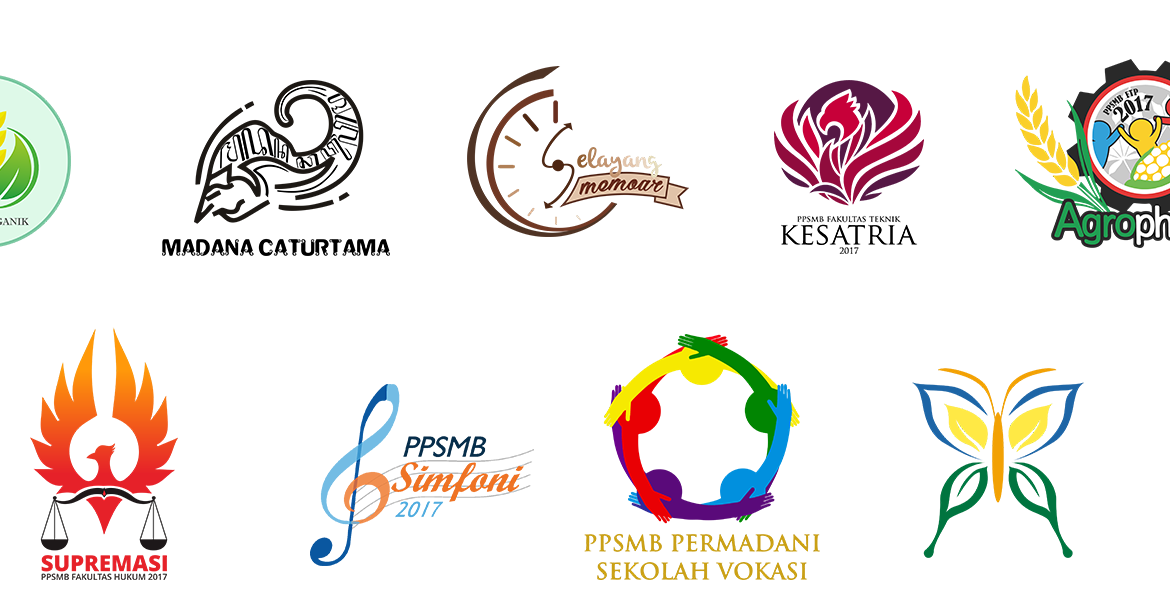 GANIK
MADANA CATURTAMA
Selayang
memoar
PPSMB FAKULTAS TEKNIK
KESATRIA
2017
PPSMB FTP
2017
Agroph
SUPREMASI
PPSMB FAKULTAS HUKUM 2017
PPSMB
Simfoni
2017
PPSMB PERMADANI
SEKOLAH VOKASI